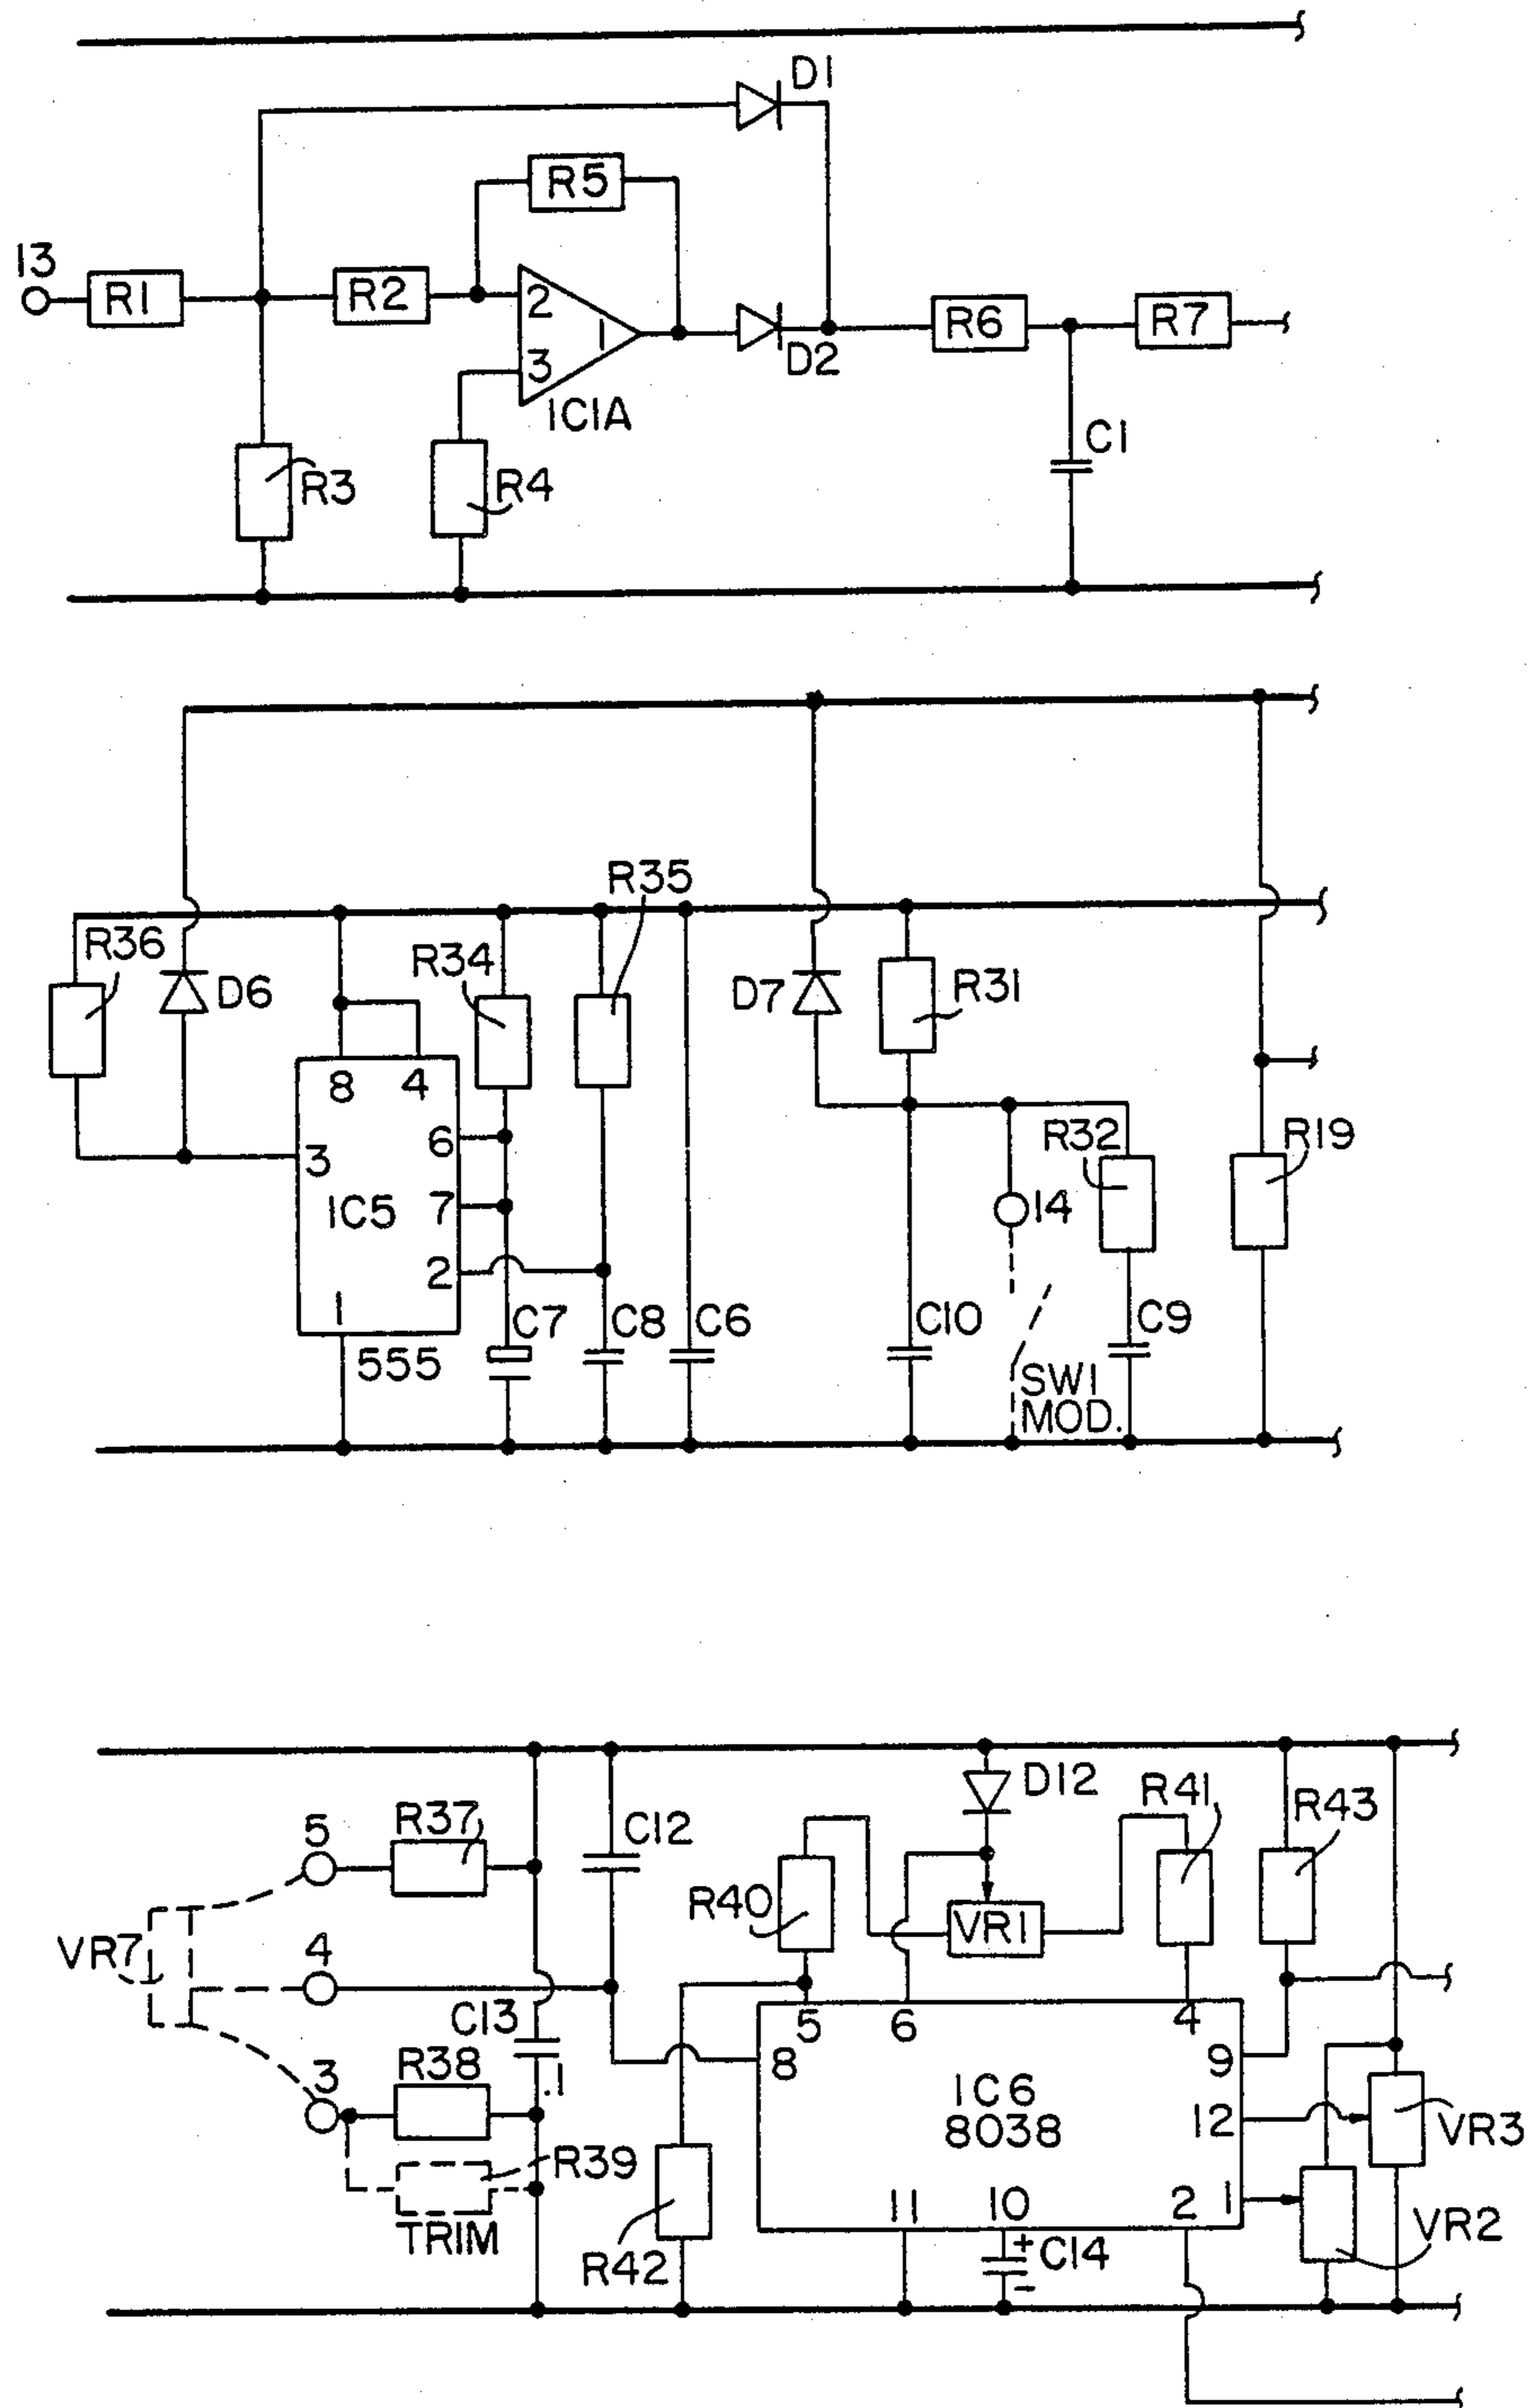 D1
R5
13
R1
R2
2
1
3
D2
R6
R7
IC1A
C1
R3
R4
R35
R36
R34
D6
D7
R31
8
4
6
R32
R19
3
IC5
7
14
2
1
C7
C8
C6
C10
C9
555
SW1
MOD.
D12
R41
R37
C12
R43
5
R40
VR1
VR7
4
C13
5
6
4
R38
.1
3
8
9
IC6
8038
12
VR3
R39
11
10
2
1
TRIM
+
C14
-
VR2
R42